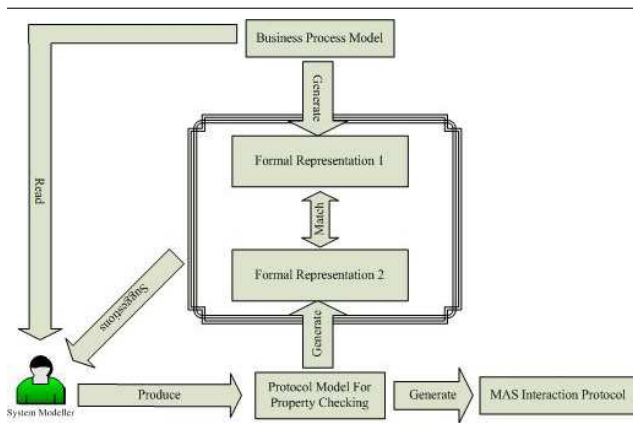 Business Process Model
Generate
Formal Representation 1
Read
Match
Formal Representation 2
Suggestions
Generate
System Modeller
Produce
Protocol Model For
Property Checking
Generate
MAS Interaction Protocol